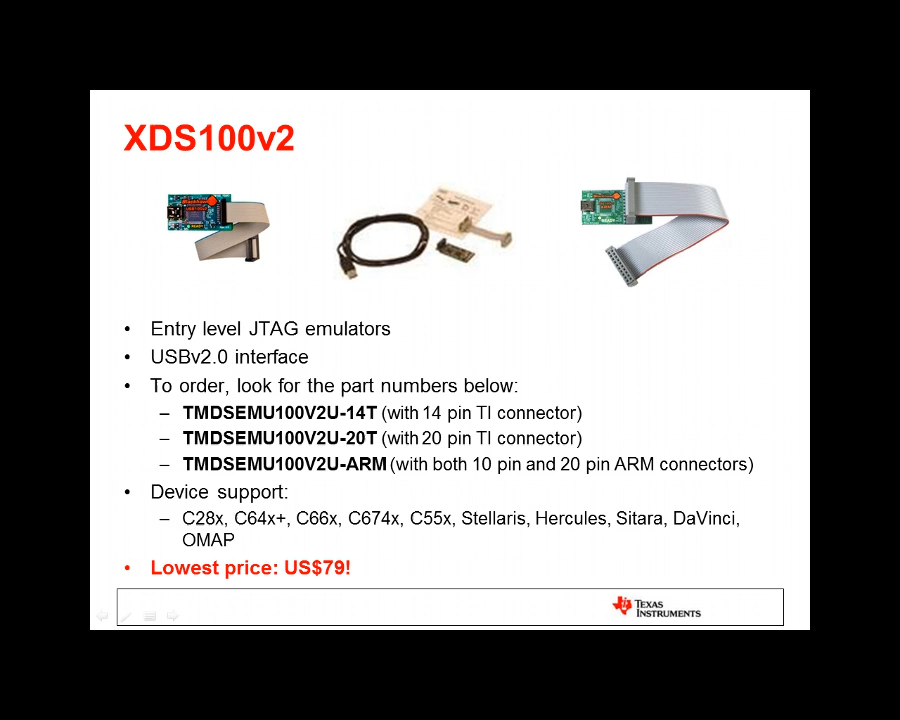 XDS100v2
• Entry level JTAG emulators
• USBv2.0 interface
• To order, look for the part numbers below:
– TMDSEMU100V2U-14T (with 14 pin TI connector)
– TMDSEMU100V2U-20T (with 20 pin TI connector)
– TMDSEMU100V2U-ARM (with both 10 pin and 20 pin ARM connectors)
• Device support:
– C28x, C64x+, C66x, C674x, C55x, Stellaris, Hercules, Sitara, DaVinci,
OMAP
• Lowest price: US$79!
TEXAS
INSTRUMENTS